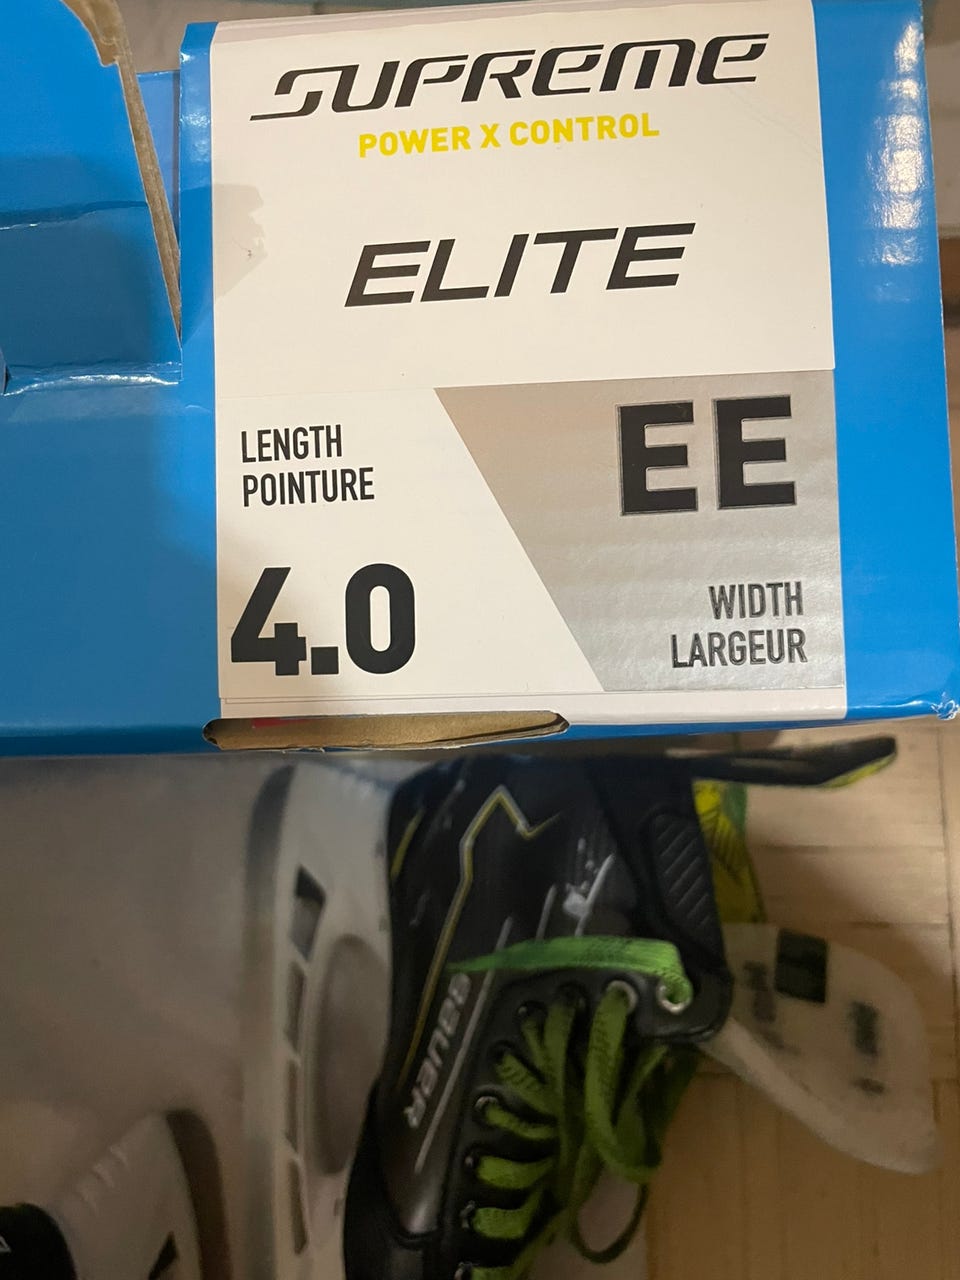 SUPREME
POWER X CONTROL
ELITE
LENGTH
POINTURE
4.0
EE
WIDTH
LARGEUR
BAUER